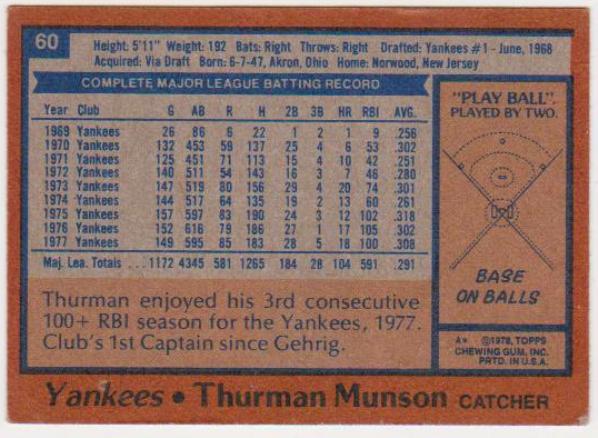 60
Height: 5'11" Weight: 192 Bats: Right Throws: Right Drafted: Yankees #1 - June, 1968
Acquired: Via Draft Born: 6-7-47, Akron, Ohio Home: Norwood, New Jersey
COMPLETE MAJOR LEAGUE BATTING RECORD
Year Club G AB R H 2B 3B HR RBI AVG.
1969 Yankees 26 86 6 22 1 2 1 9 .256
1970 Yankees 132 453 59 137 25 4 6 53 .302
1971 Yankees 125 451 71 113 15 4 10 42 .251
1972 Yankees 140 511 54 143 16 3 7 46 .280
1973 Yankees 147 519 80 156 29 4 20 74 .301
1974 Yankees 144 517 64 135 19 2 13 60 .261
1975 Yankees 157 597 83 190 24 3 12 102 .318
1976 Yankees 152 616 79 186 27 1 17 105 .302
1977 Yankees 149 595 85 183 28 5 18 100 .308
Maj. Lea. Totals ... 1172 4345 581 1265 184 28 104 591 .291
Thurman enjoyed his 3rd consecutive
100+ RBI season for the Yankees, 1977.
Club's 1st Captain since Gehrig.
"PLAY BALL".
PLAYED BY TWO.
BASE
ON BALLS
A* ©1978, TOPPS
CHEWING GUM, INC.
PRTD. IN U.S.A.
Yankees • Thurman Munson CATCHER